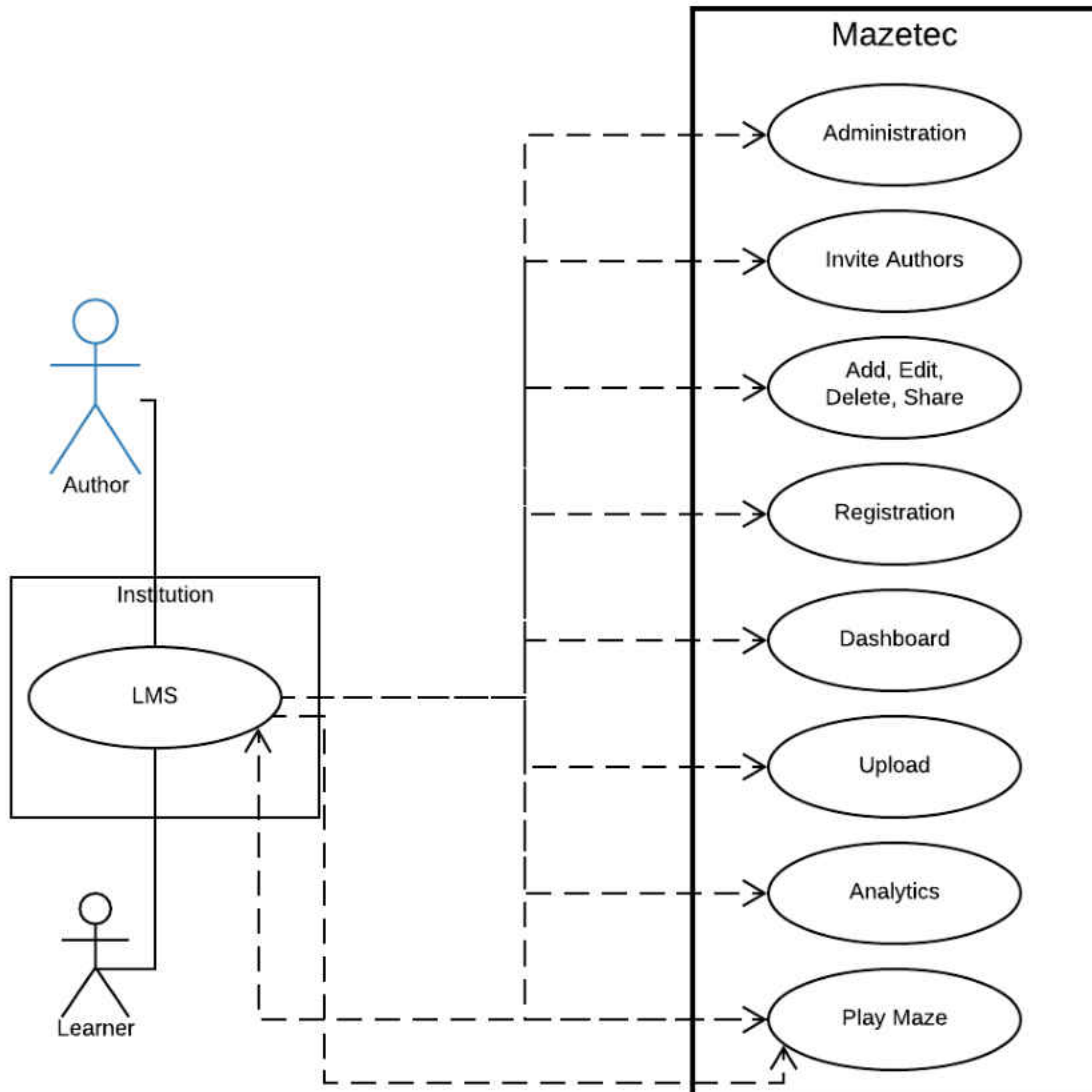 Mazetec
Administration
Invite Authors
Add, Edit,
Delete, Share
Author
Registration
Institution
Dashboard
LMS
Upload
Analytics
Learner
Play Maze